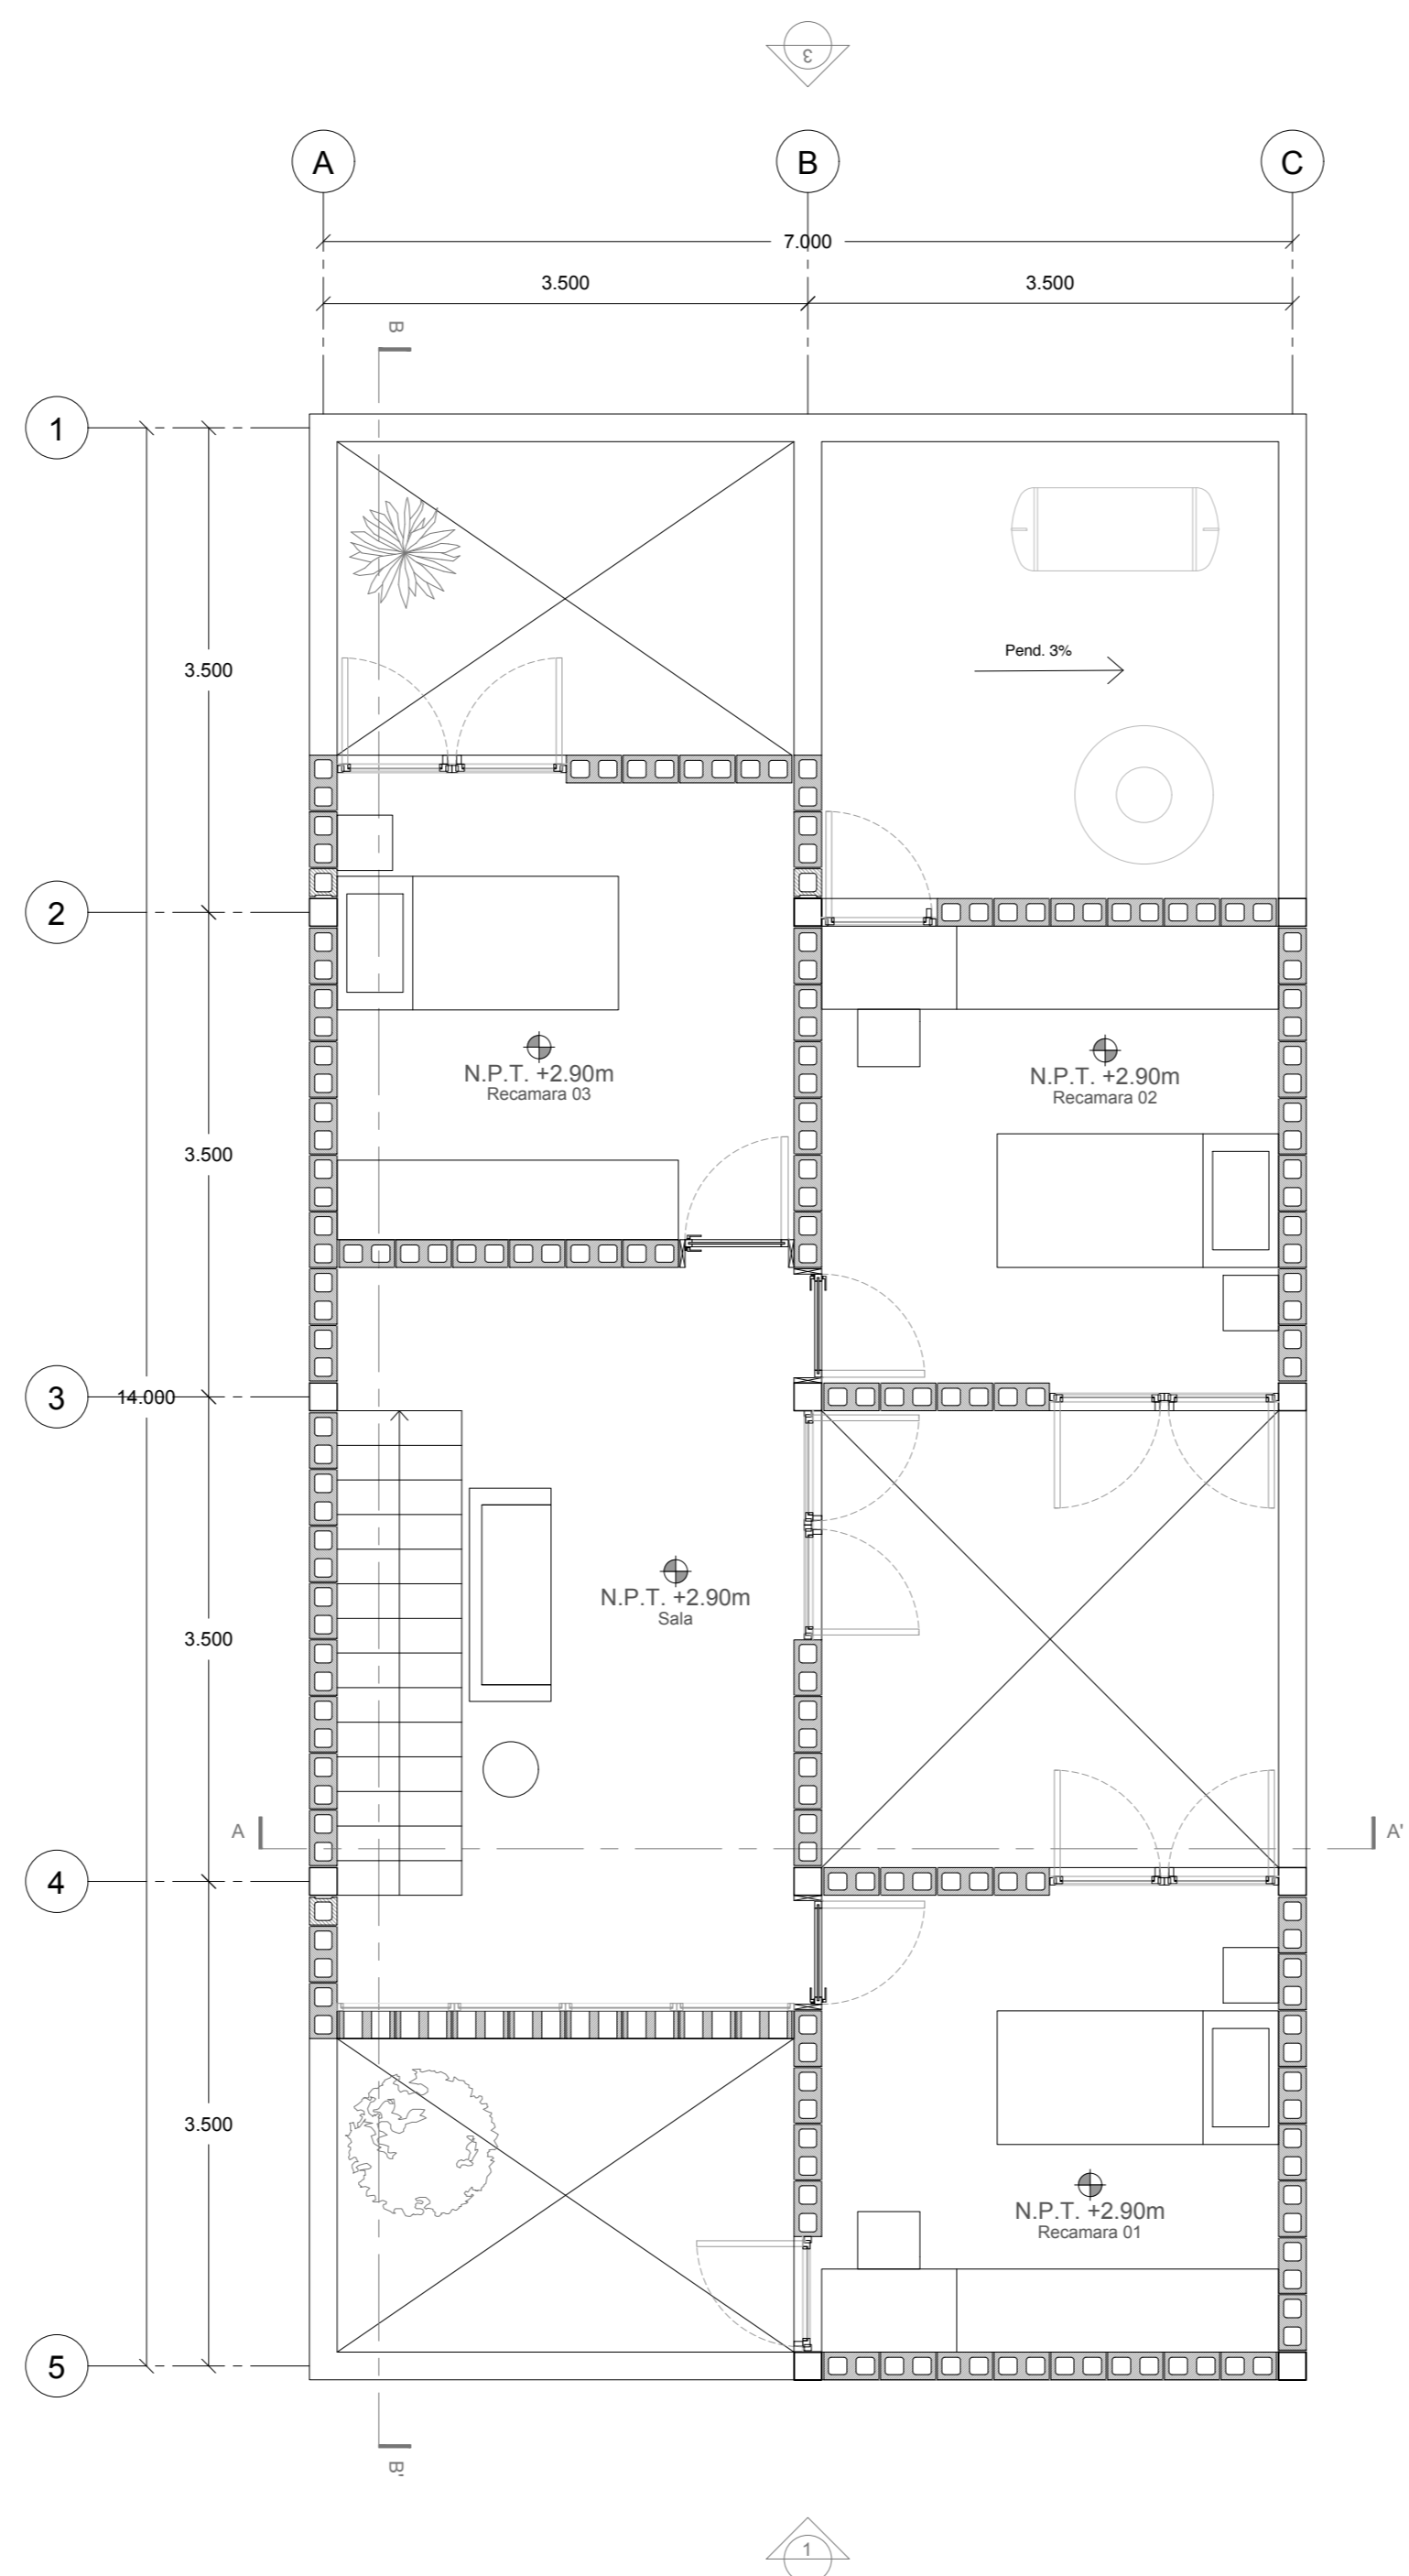 3
A B C
7.000
3.500 3.500
B
1
3.500
Pend. 3%
2
N.P.T. +2.90m
Recamara 03
N.P.T. +2.90m
Recamara 02
3.500
3
14.000
N.P.T. +2.90m
Sala
3.500
A A'
4
3.500
N.P.T. +2.90m
Recamara 01
5
B'
1